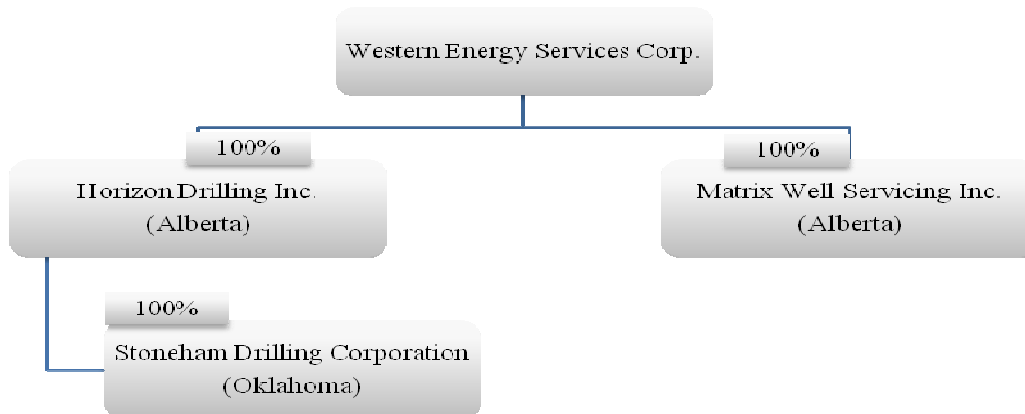 Western Energy Services Corp.
100%
100%
Horizon Drilling Inc.
(Alberta)
Matrix Well Servicing Inc.
(Alberta)
100%
Stoneham Drilling Corporation
(Oklahoma)